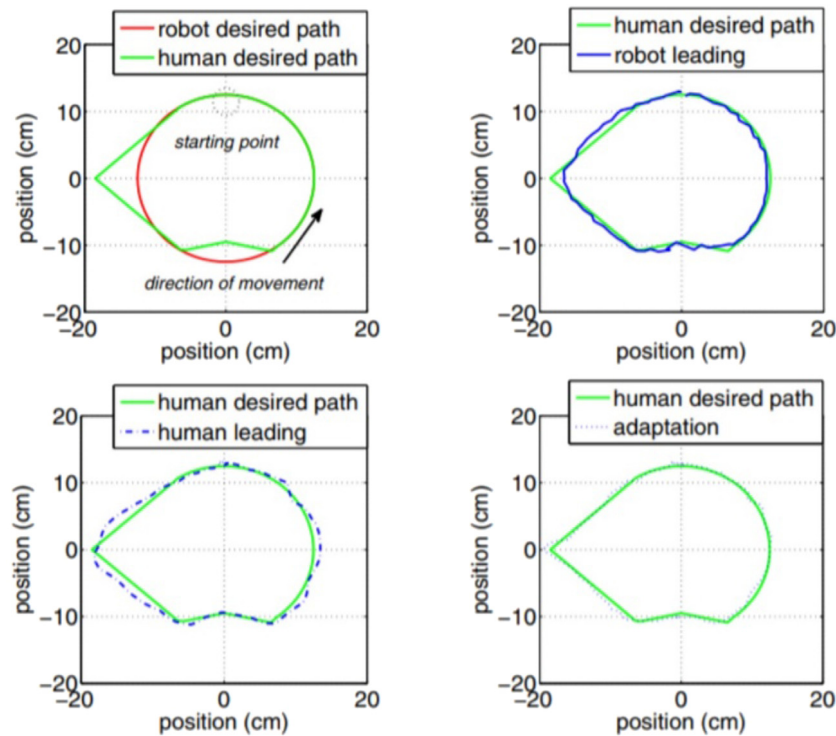 robot desired path
human desired path
20
10
0
−10
−20
position (cm)
starting point
direction of movement
−20
0
20
position (cm)
human desired path
robot leading
20
10
0
−10
−20
position (cm)
−20
0
20
position (cm)
human desired path
human leading
20
10
0
−10
−20
position (cm)
−20
0
20
position (cm)
human desired path
adaptation
20
10
0
−10
−20
position (cm)
−20
0
20
position (cm)